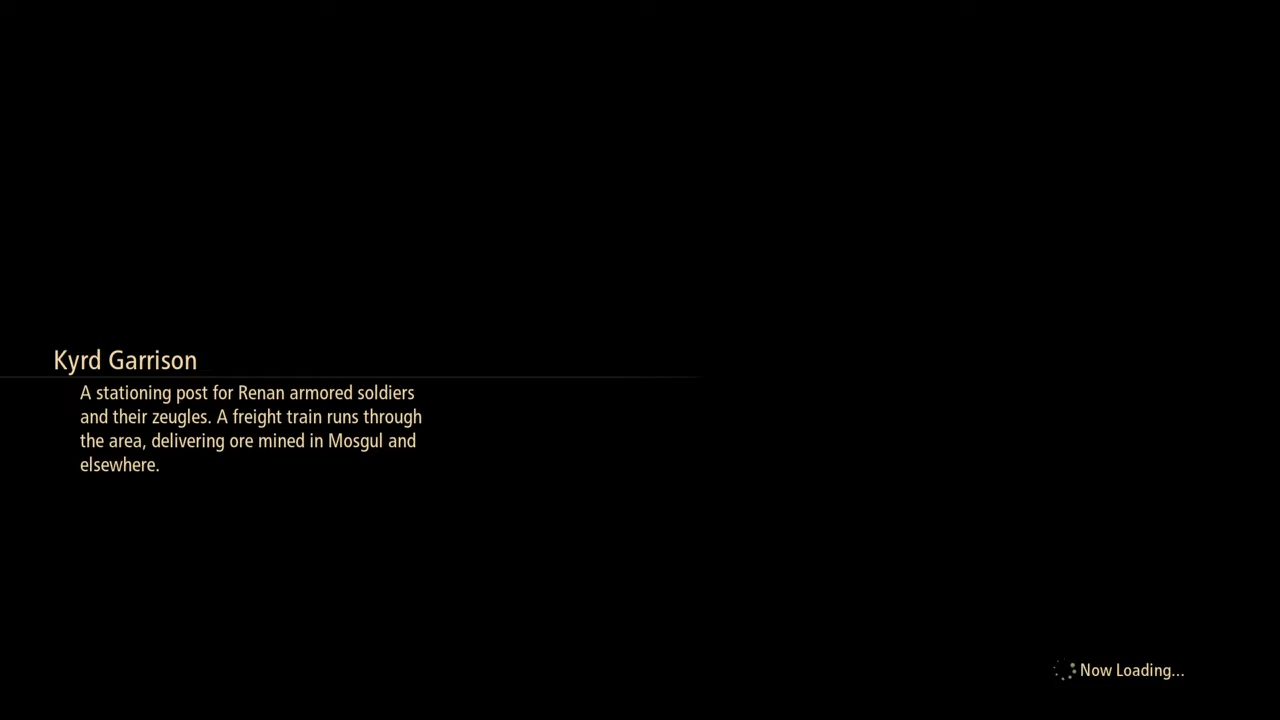 Kyrd Garrison
A stationing post for Renan armored soldiers
and their zeugles. A freight train runs through
the area, delivering ore mined in Mosgul and
elsewhere.
Now Loading...